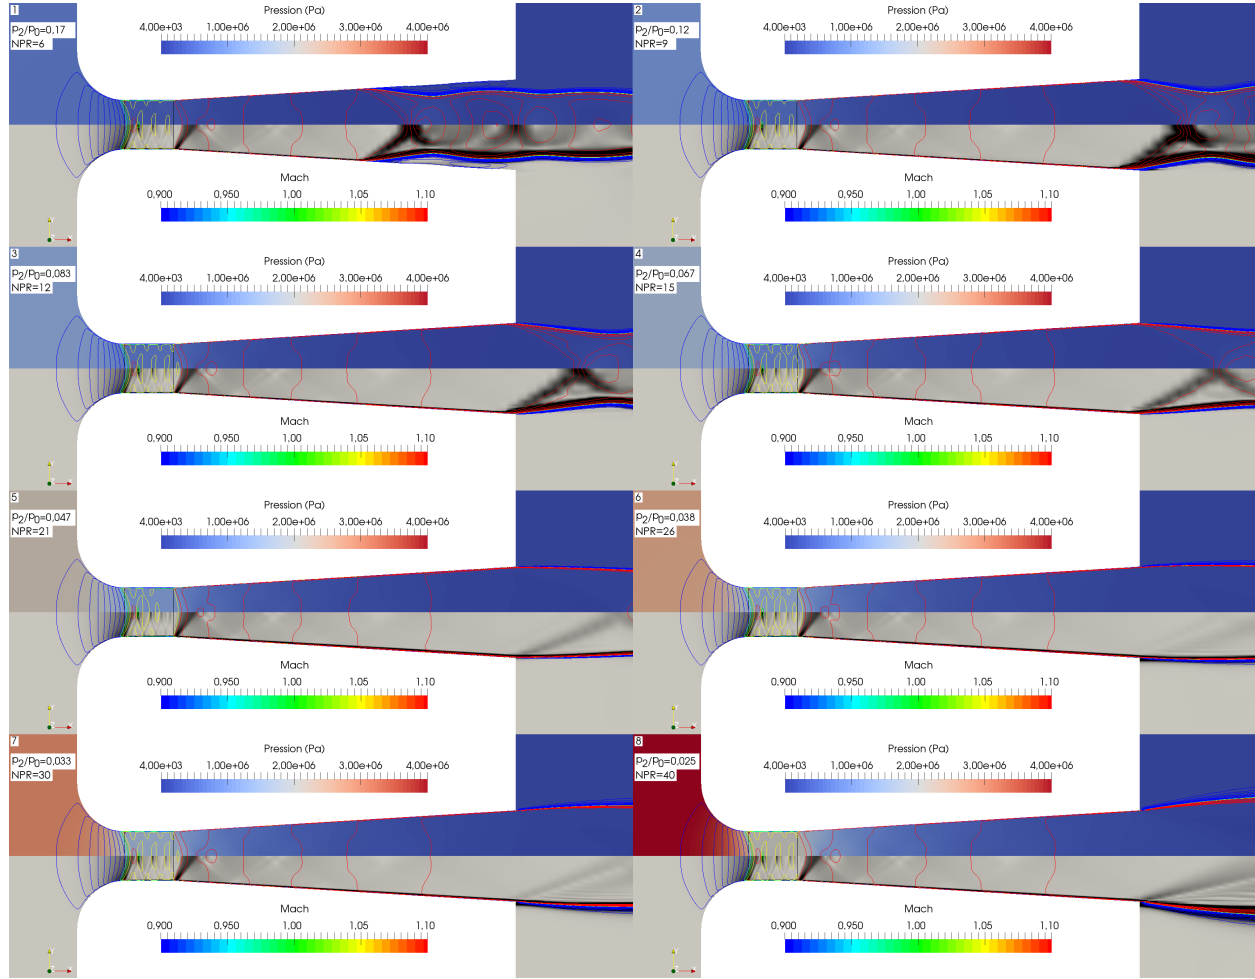 1
p2/p0=0,17
NPR=6
Pression (Pa)
4.00e+03 1.00e+06 2.00e+06 3.00e+06 4.00e+06
Mach
0,900 0,950 1,00 1,05 1,10
2
p2/p0=0,12
NPR=9
Pression (Pa)
4.00e+03 1.00e+06 2.00e+06 3.00e+06 4.00e+06
Mach
0,900 0,950 1,00 1,05 1,10
3
p2/p0=0,083
NPR=12
Pression (Pa)
4.00e+03 1.00e+06 2.00e+06 3.00e+06 4.00e+06
Mach
0,900 0,950 1,00 1,05 1,10
4
p2/p0=0,067
NPR=15
Pression (Pa)
4.00e+03 1.00e+06 2.00e+06 3.00e+06 4.00e+06
Mach
0,900 0,950 1,00 1,05 1,10
5
p2/p0=0,047
NPR=21
Pression (Pa)
4.00e+03 1.00e+06 2.00e+06 3.00e+06 4.00e+06
Mach
0,900 0,950 1,00 1,05 1,10
6
p2/p0=0,038
NPR=26
Pression (Pa)
4.00e+03 1.00e+06 2.00e+06 3.00e+06 4.00e+06
Mach
0,900 0,950 1,00 1,05 1,10
7
p2/p0=0,033
NPR=30
Pression (Pa)
4.00e+03 1.00e+06 2.00e+06 3.00e+06 4.00e+06
Mach
0,900 0,950 1,00 1,05 1,10
8
p2/p0=0,025
NPR=40
Pression (Pa)
4.00e+03 1.00e+06 2.00e+06 3.00e+06 4.00e+06
Mach
0,900 0,950 1,00 1,05 1,10